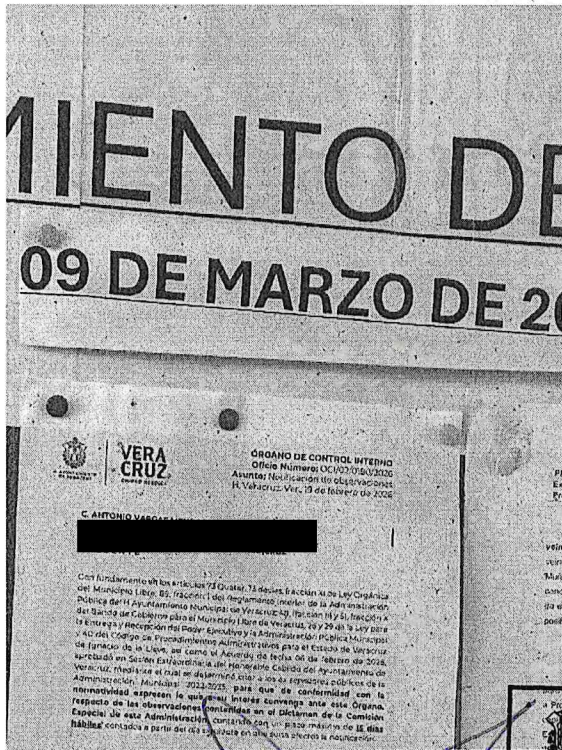 MIENTO DE
09 DE MARZO DE 20
VERA
CRUZ
ÓRGANO DE CONTROL INTERNO
Oficio Número:
Asunto: Notificación de observaciones
H. Veracruz, Ver., 19 de febrero de 2026
C. ANTONIO VARGAS
Con fundamento en los artículos 73 Quater, 73 decies, fracción XI de Ley Orgánica
del Municipio Libre, 89, fracción I del Reglamento Interior de la Administración
Pública del H Ayuntamiento Municipal de Veracruz; 49, fracción III y 51, fracción X
del Bando de Gobierno para el Municipio Libre de Veracruz, 28 y 29 de la Ley para
la Entrega y Recepción del Poder Ejecutivo y la Administración Pública Municipal
y 40 del Código de Procedimientos Administrativos para el Estado de Veracruz
de Ignacio de la Llave, así como el Acuerdo de fecha 06 de febrero de 2026,
aprobado en Sesión Extraordinaria del Honorable Cabildo del Ayuntamiento de
Veracruz, mediante el cual se determinó citar a los ex servidores públicos de la
Administración Municipal 2022-2025, para que de conformidad con la
normatividad expresen lo que a su interés convenga ante este Órgano,
respecto de las observaciones contenidas en el Dictamen de la Comisión
Especial de esta Administración, contando con un plazo máximo de 15 días
hábiles contados a partir del día siguiente en que surta efectos la notificación.